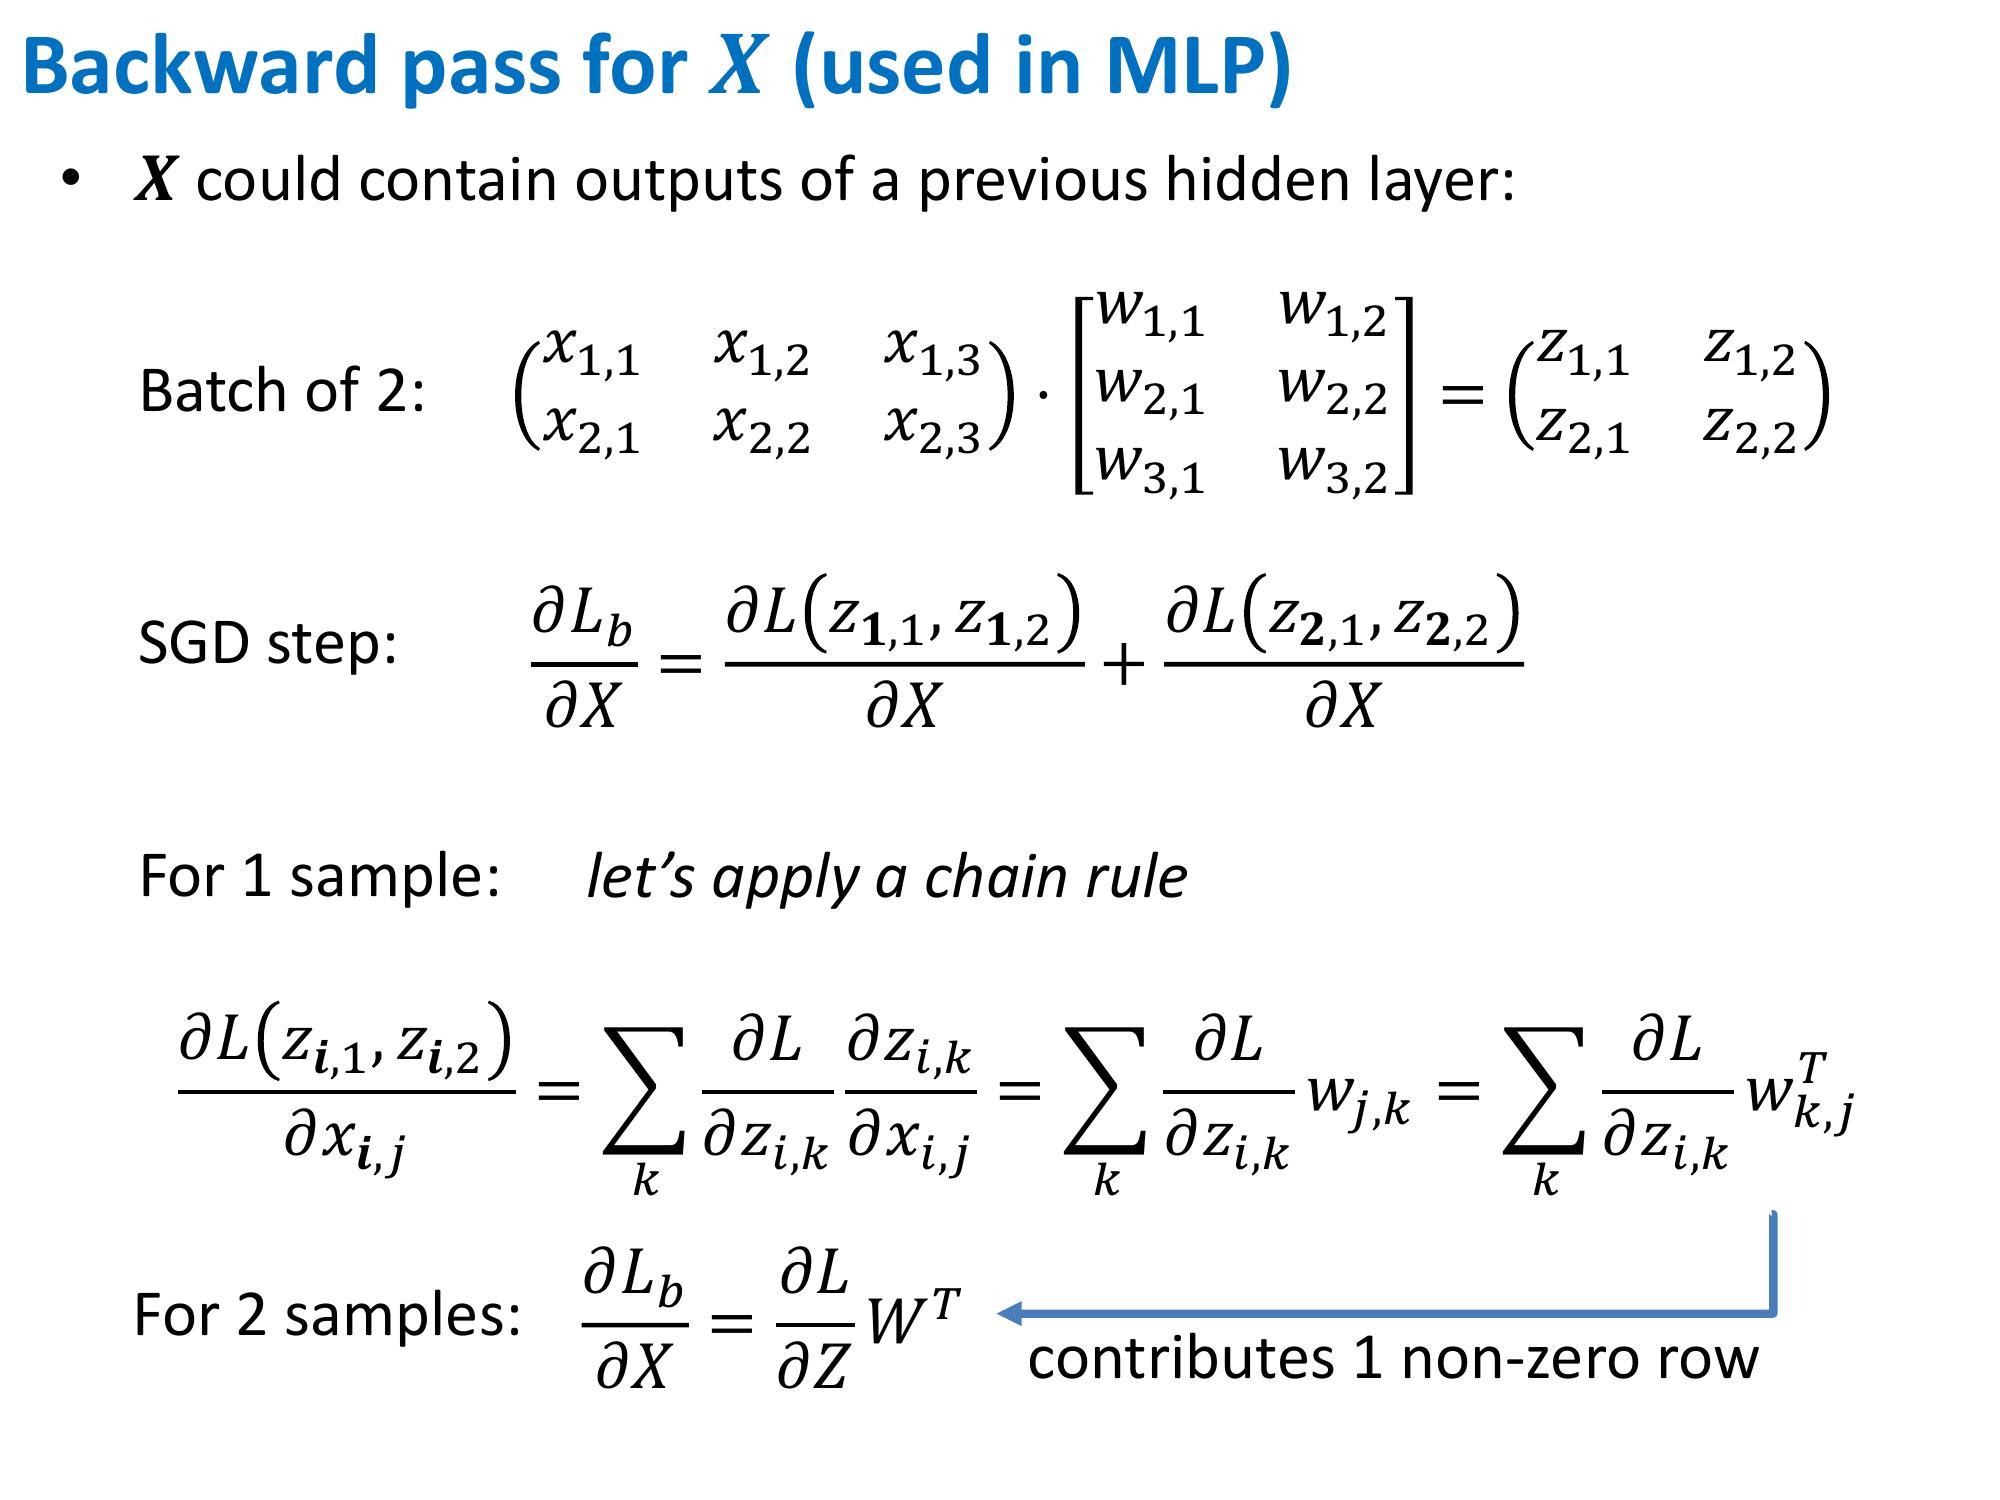 Backward pass for X (used in MLP)
• X could contain outputs of a previous hidden layer:
Batch of 2: $\begin{pmatrix} x_{1,1} & x_{1,2} & x_{1,3} \\ x_{2,1} & x_{2,2} & x_{2,3} \end{pmatrix} \cdot \begin{bmatrix} w_{1,1} & w_{1,2} \\ w_{2,1} & w_{2,2} \\ w_{3,1} & w_{3,2} \end{bmatrix} = \begin{pmatrix} z_{1,1} & z_{1,2} \\ z_{2,1} & z_{2,2} \end{pmatrix}$
SGD step: $\frac{\partial L_b}{\partial X} = \frac{\partial L(z_{\mathbf{1},1}, z_{\mathbf{1},2})}{\partial X} + \frac{\partial L(z_{\mathbf{2},1}, z_{\mathbf{2},2})}{\partial X}$
For 1 sample: let’s apply a chain rule
$\frac{\partial L(z_{\boldsymbol{i},1}, z_{\boldsymbol{i},2})}{\partial x_{\boldsymbol{i},j}} = \sum_k \frac{\partial L}{\partial z_{i,k}} \frac{\partial z_{i,k}}{\partial x_{i,j}} = \sum_k \frac{\partial L}{\partial z_{i,k}} w_{j,k} = \sum_k \frac{\partial L}{\partial z_{i,k}} w_{k,j}^T$
For 2 samples: $\frac{\partial L_b}{\partial X} = \frac{\partial L}{\partial Z} W^T$
contributes 1 non-zero row